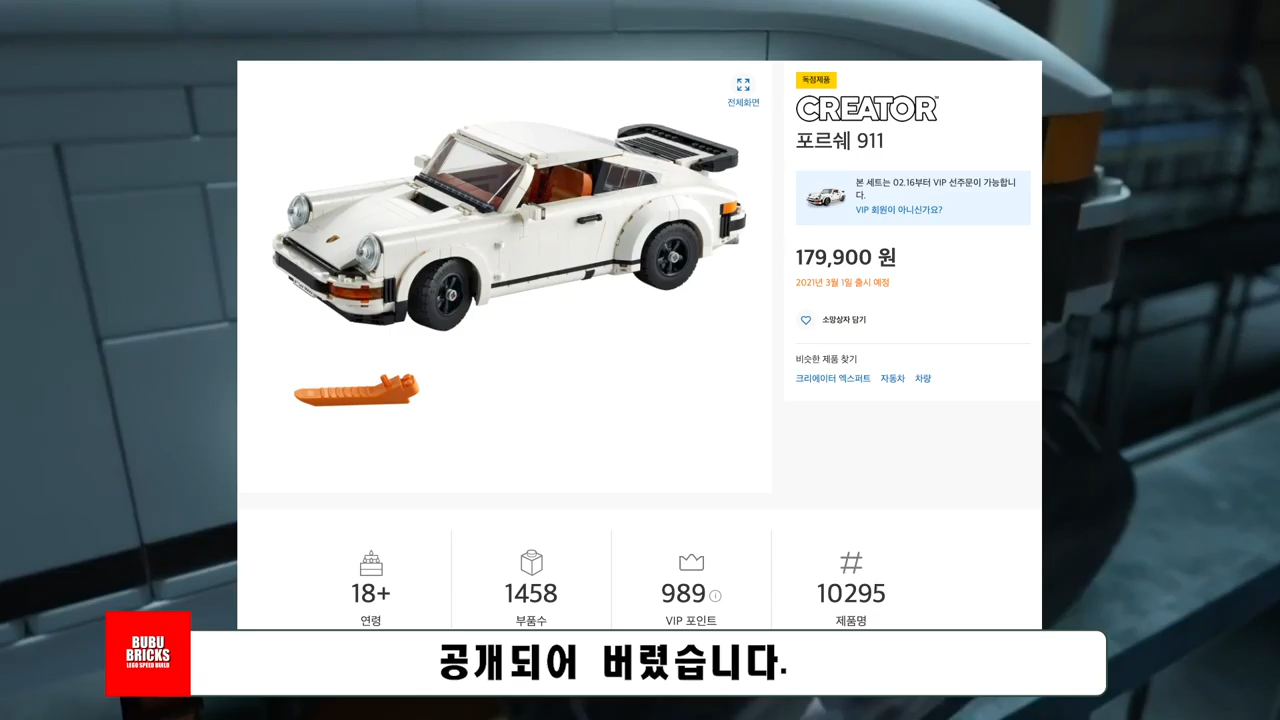 전체화면
독점제품
CREATOR™
포르쉐 911
본 세트는 02.16부터 VIP 선주문이 가능합니
다.
VIP 회원이 아니신가요?
179,900 원
2021년 3월 1일 출시 예정
소망상자 담기
비슷한 제품 찾기
크리에이터 엑스퍼트 자동차 차량
18+
연령
1458
부품수
989
VIP 포인트
10295
제품명
BUBU
BRICKS
LEGO SPEED BUILD
공개되어 버렸습니다.